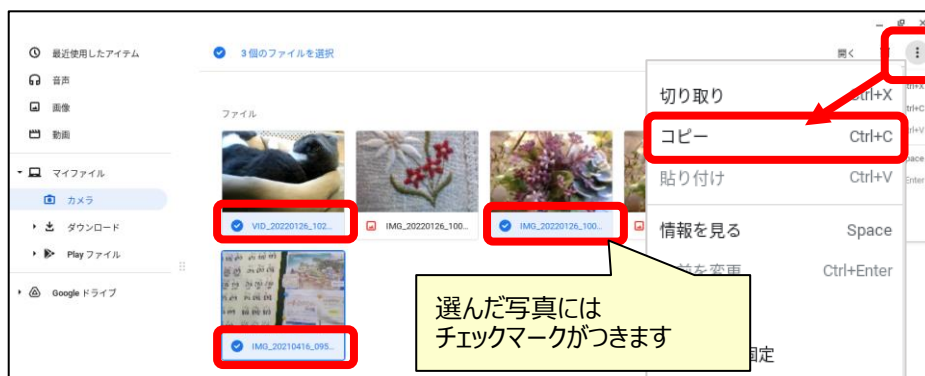 最近使用したアイテム
音声
画像
動画
マイファイル
カメラ
ダウンロード
Play ファイル
Google ドライブ
3 個のファイルを選択
開く
ファイル
VID_20220126_102...
IMG_20220126_100...
IMG_20220126_100...
IMG_20210416_095...
切り取り Ctrl+X
コピー Ctrl+C
貼り付け Ctrl+V
情報を見る Space
Ctrl+Enter
固定
選んだ写真には
チェックマークがつきます